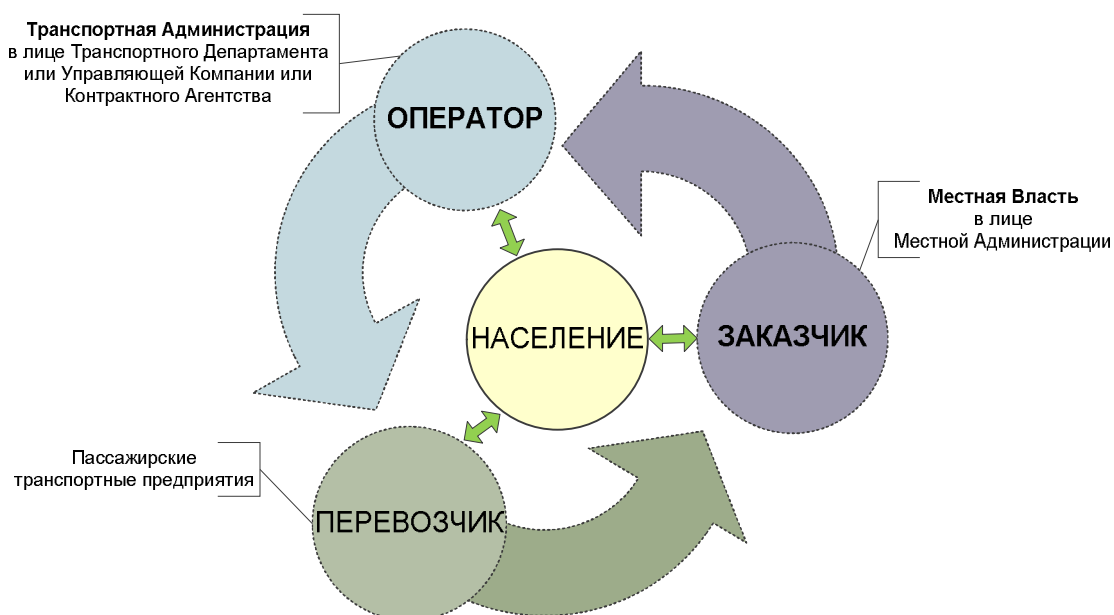 Транспортная Администрация
в лице Транспортного Департамента
или Управляющей Компании или
Контрактного Агентства
ОПЕРАТОР
Местная Власть
в лице
Местной Администрации
НАСЕЛЕНИЕ
ЗАКАЗЧИК
Пассажирские
транспортные предприятия
ПЕРЕВОЗЧИК